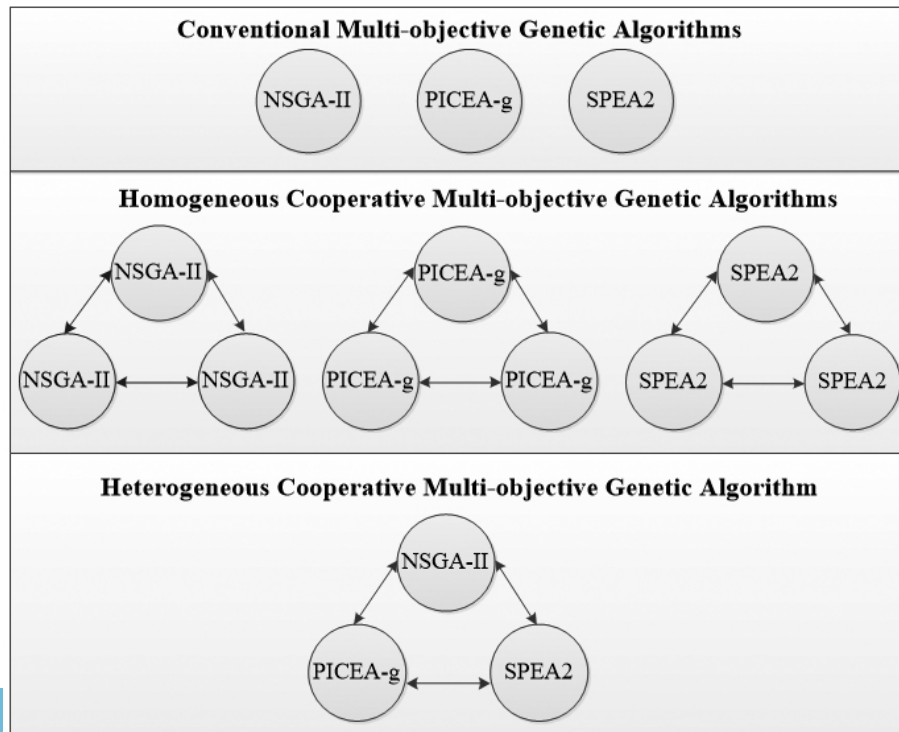 Conventional Multi-objective Genetic Algorithms
NSGA-II PICEA-g SPEA2
Homogeneous Cooperative Multi-objective Genetic Algorithms
NSGA-II PICEA-g SPEA2
NSGA-II NSGA-II PICEA-g PICEA-g SPEA2 SPEA2
Heterogeneous Cooperative Multi-objective Genetic Algorithm
NSGA-II
PICEA-g SPEA2